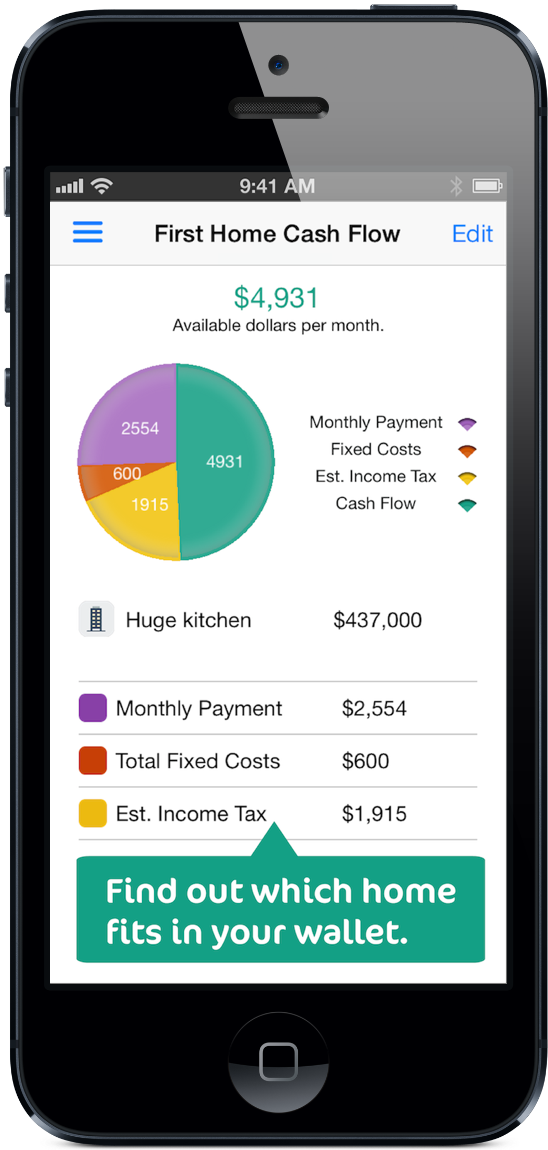 9:41 AM
First Home Cash Flow
Edit
$4,931
Available dollars per month.
2554
600
1915
4931
Monthly Payment
Fixed Costs
Est. Income Tax
Cash Flow
Huge kitchen $437,000
Monthly Payment $2,554
Total Fixed Costs $600
Est. Income Tax $1,915
Find out which home
fits in your wallet.